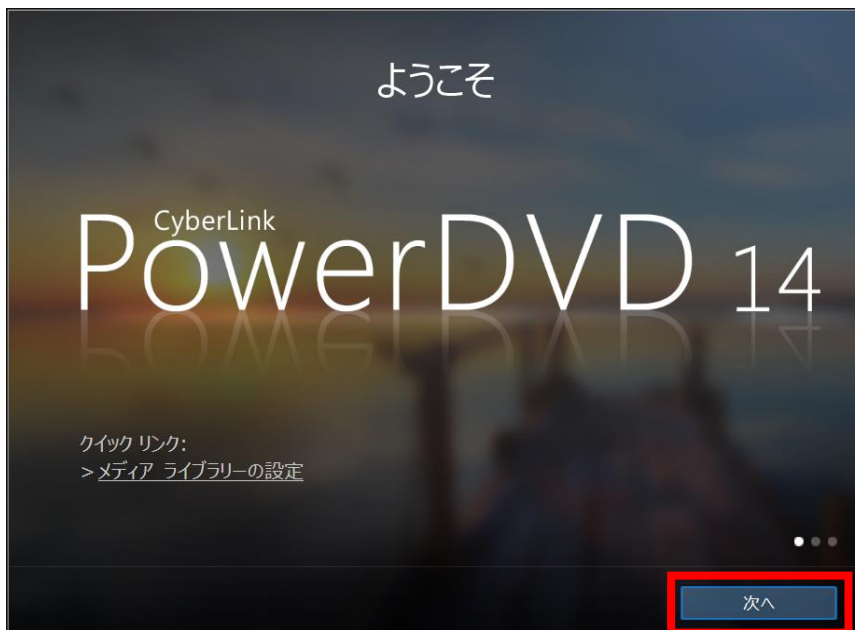 ようこそ
CyberLink
PowerDVD 14
クイック リンク:
> メディア ライブラリーの設定
次へ